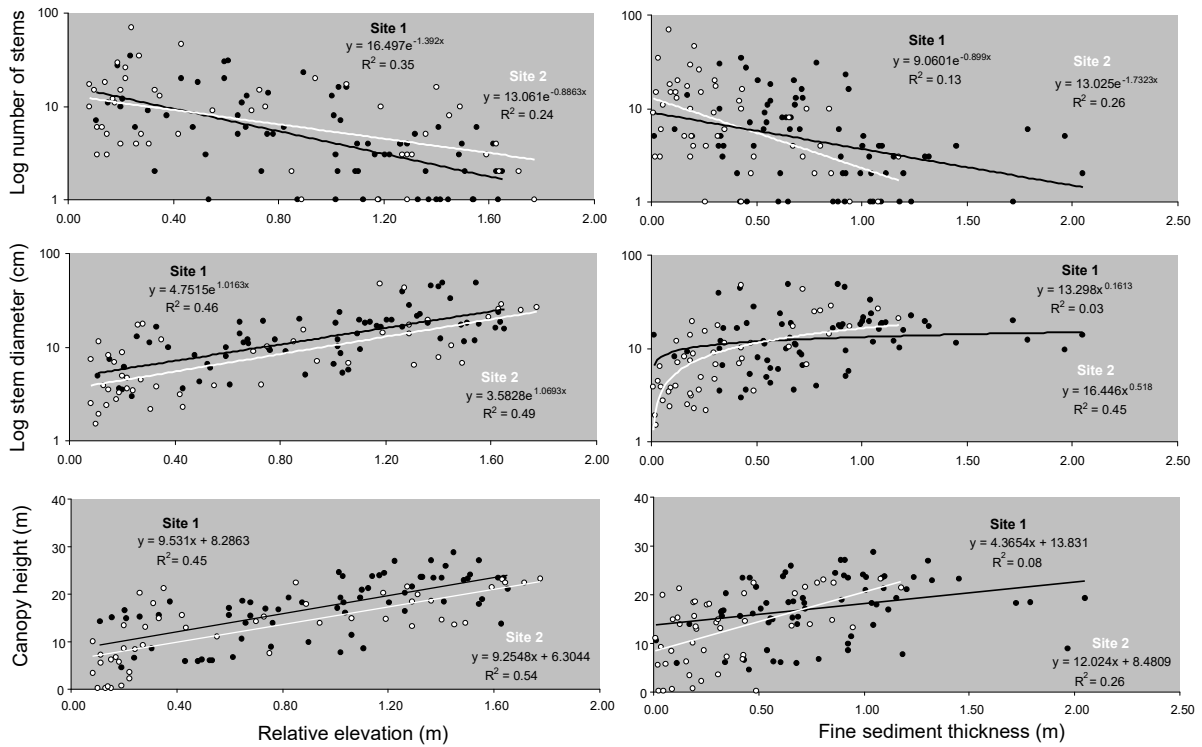 Log number of stems
100
10
1
Site 1
y = 16.497e^-1.392x
R² = 0.35
Site 2
y = 13.061e^-0.8863x
R² = 0.24
0.00 0.40 0.80 1.20 1.60 2.00
100
10
1
Site 1
y = 9.0601e^-0.899x
R² = 0.13
Site 2
y = 13.025e^-1.7323x
R² = 0.26
0.00 0.50 1.00 1.50 2.00 2.50
Log stem diameter (cm)
100
10
1
Site 1
y = 4.7515e^1.0163x
R² = 0.46
Site 2
y = 3.5828e^1.0693x
R² = 0.49
0.00 0.40 0.80 1.20 1.60 2.00
100
10
1
Site 1
y = 13.298x^0.1613
R² = 0.03
Site 2
y = 16.446x^0.518
R² = 0.45
0.00 0.50 1.00 1.50 2.00 2.50
Canopy height (m)
40
30
20
10
0
Site 1
y = 9.531x + 8.2863
R² = 0.45
Site 2
y = 9.2548x + 6.3044
R² = 0.54
0.00 0.40 0.80 1.20 1.60 2.00
Relative elevation (m)
40
30
20
10
0
Site 1
y = 4.3654x + 13.831
R² = 0.08
Site 2
y = 12.024x + 8.4809
R² = 0.26
0.00 0.50 1.00 1.50 2.00 2.50
Fine sediment thickness (m)